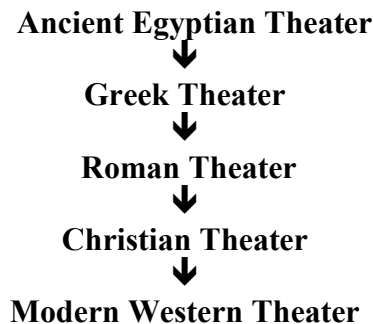 Ancient Egyptian Theater
Greek Theater
Roman Theater
Christian Theater
Modern Western Theater